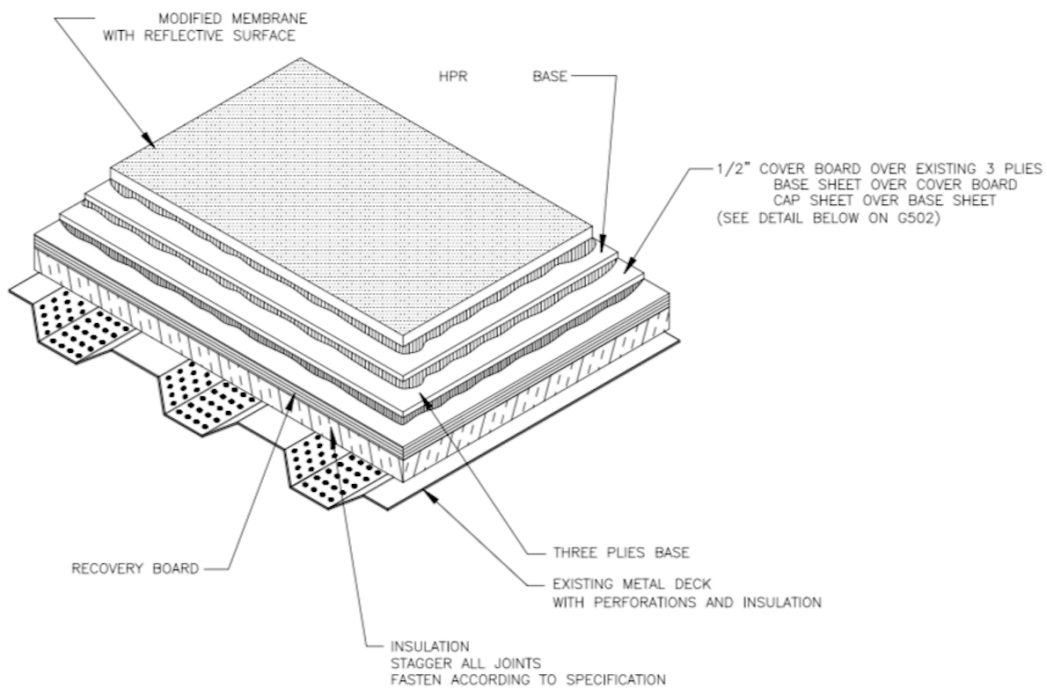 MODIFIED MEMBRANE
WITH REFLECTIVE SURFACE
HPR BASE
1/2" COVER BOARD OVER EXISTING 3 PLIES
BASE SHEET OVER COVER BOARD
CAP SHEET OVER BASE SHEET
(SEE DETAIL BELOW ON G502)
THREE PLIES BASE
RECOVERY BOARD
EXISTING METAL DECK
WITH PERFORATIONS AND INSULATION
INSULATION
STAGGER ALL JOINTS
FASTEN ACCORDING TO SPECIFICATION